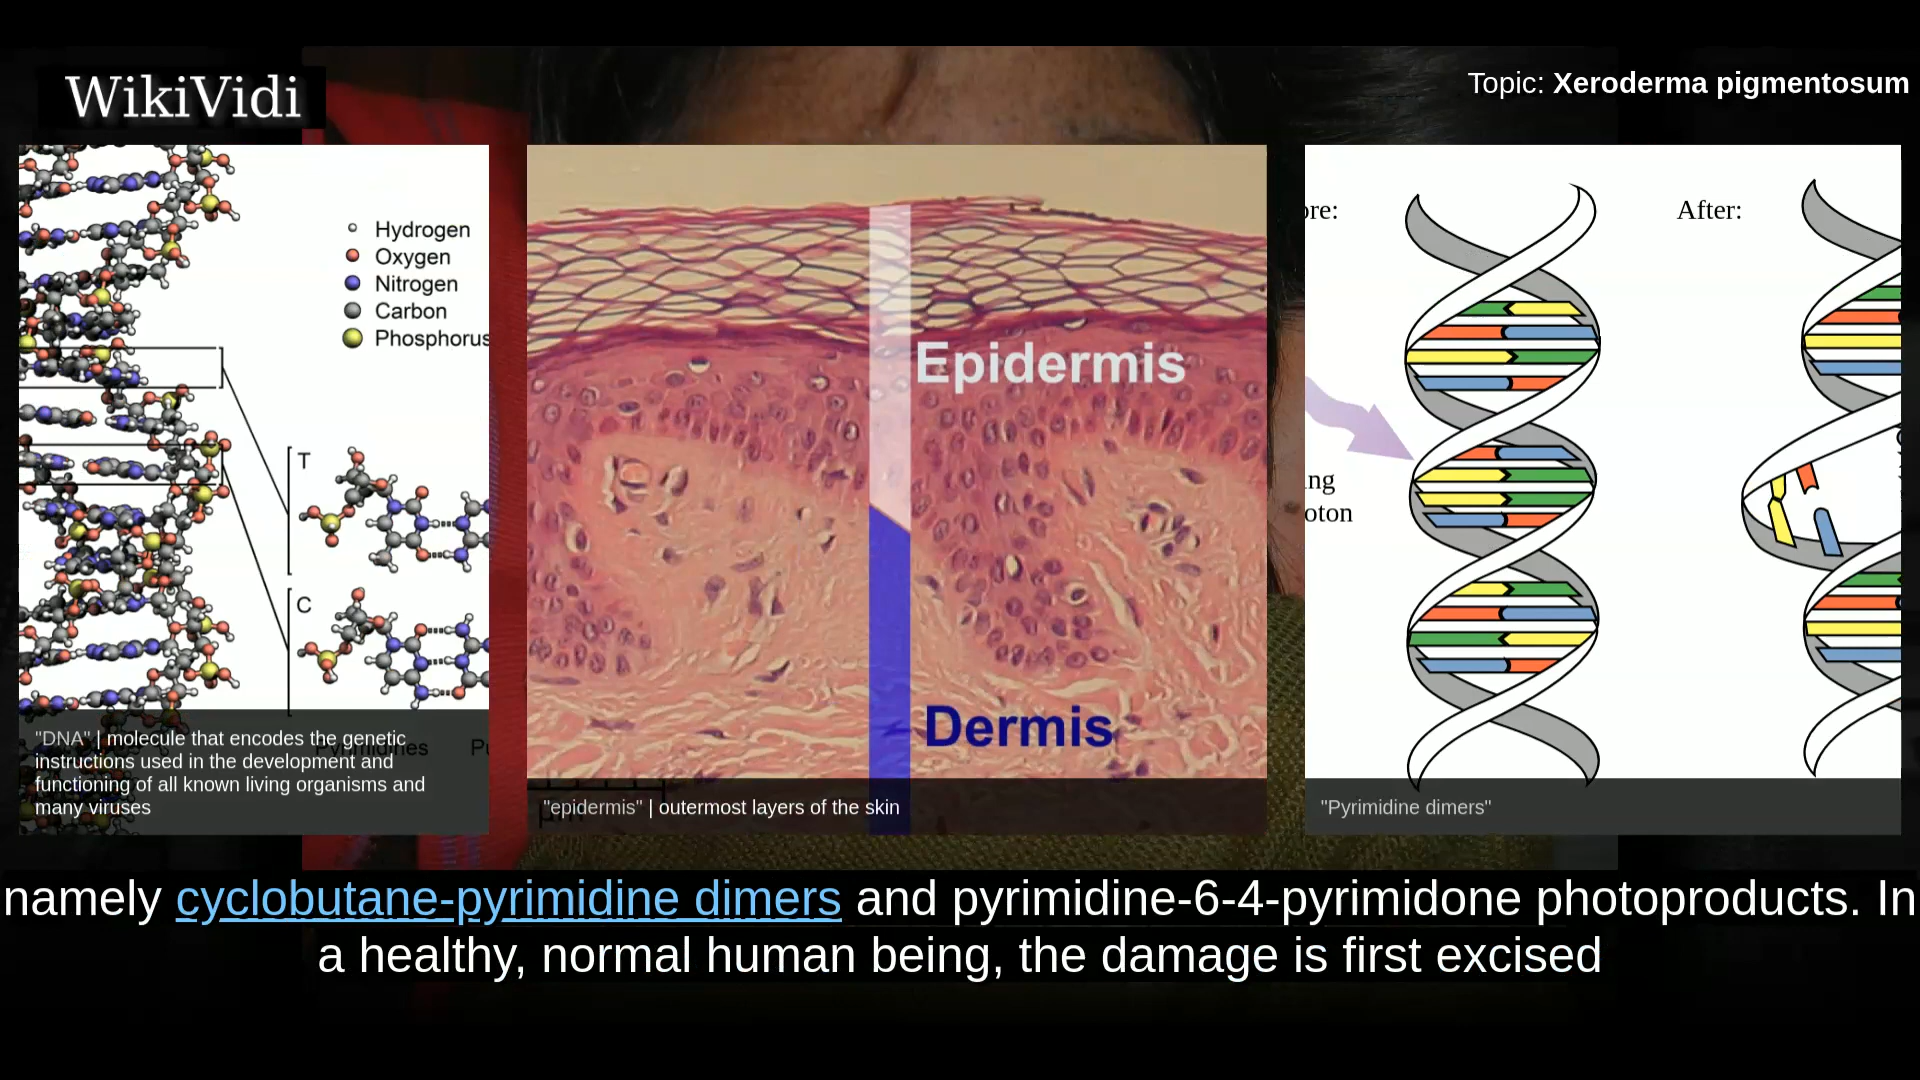 WikiVidi
Topic: Xeroderma pigmentosum
Hydrogen
Oxygen
Nitrogen
Carbon
Phosphorus
T
C
"DNA" | molecule that encodes the genetic
instructions used in the development and
functioning of all known living organisms and
many viruses
Pyrimidines
Epidermis
Dermis
"epidermis" | outermost layers of the skin
After:
"Pyrimidine dimers"
namely cyclobutane-pyrimidine dimers and pyrimidine-6-4-pyrimidone photoproducts. In
a healthy, normal human being, the damage is first excised